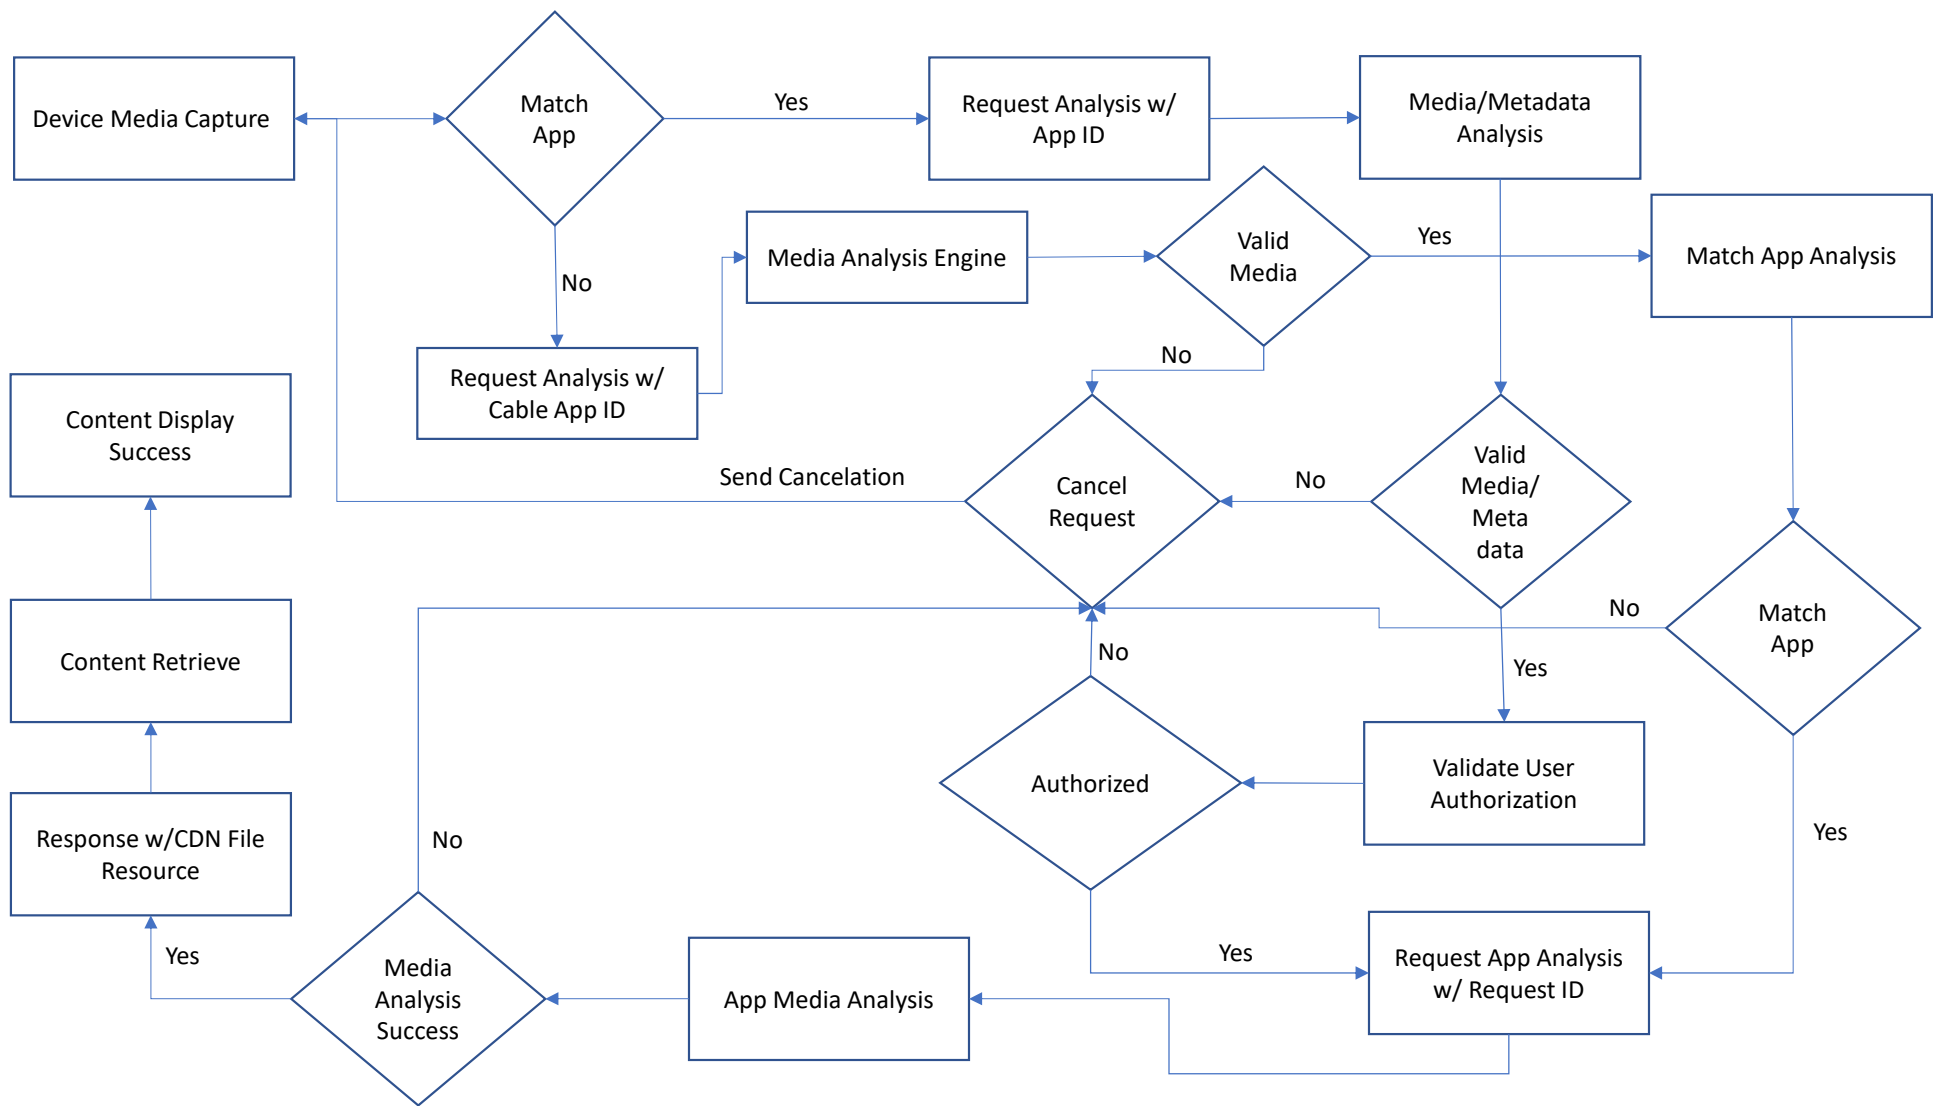 Device Media Capture
Match
App
Yes
Request Analysis w/
App ID
Media/Metadata
Analysis
No
Request Analysis w/
Cable App ID
Media Analysis Engine
Valid
Media
Yes
Match App Analysis
No
Content Display
Success
Send Cancelation
Cancel
Request
No
Valid
Media/
Meta
data
No
Match
App
Yes
Content Retrieve
No
Authorized
Validate User
Authorization
Yes
Response w/CDN File
Resource
No
Yes
Media
Analysis
Success
App Media Analysis
Yes
Request App Analysis
w/ Request ID